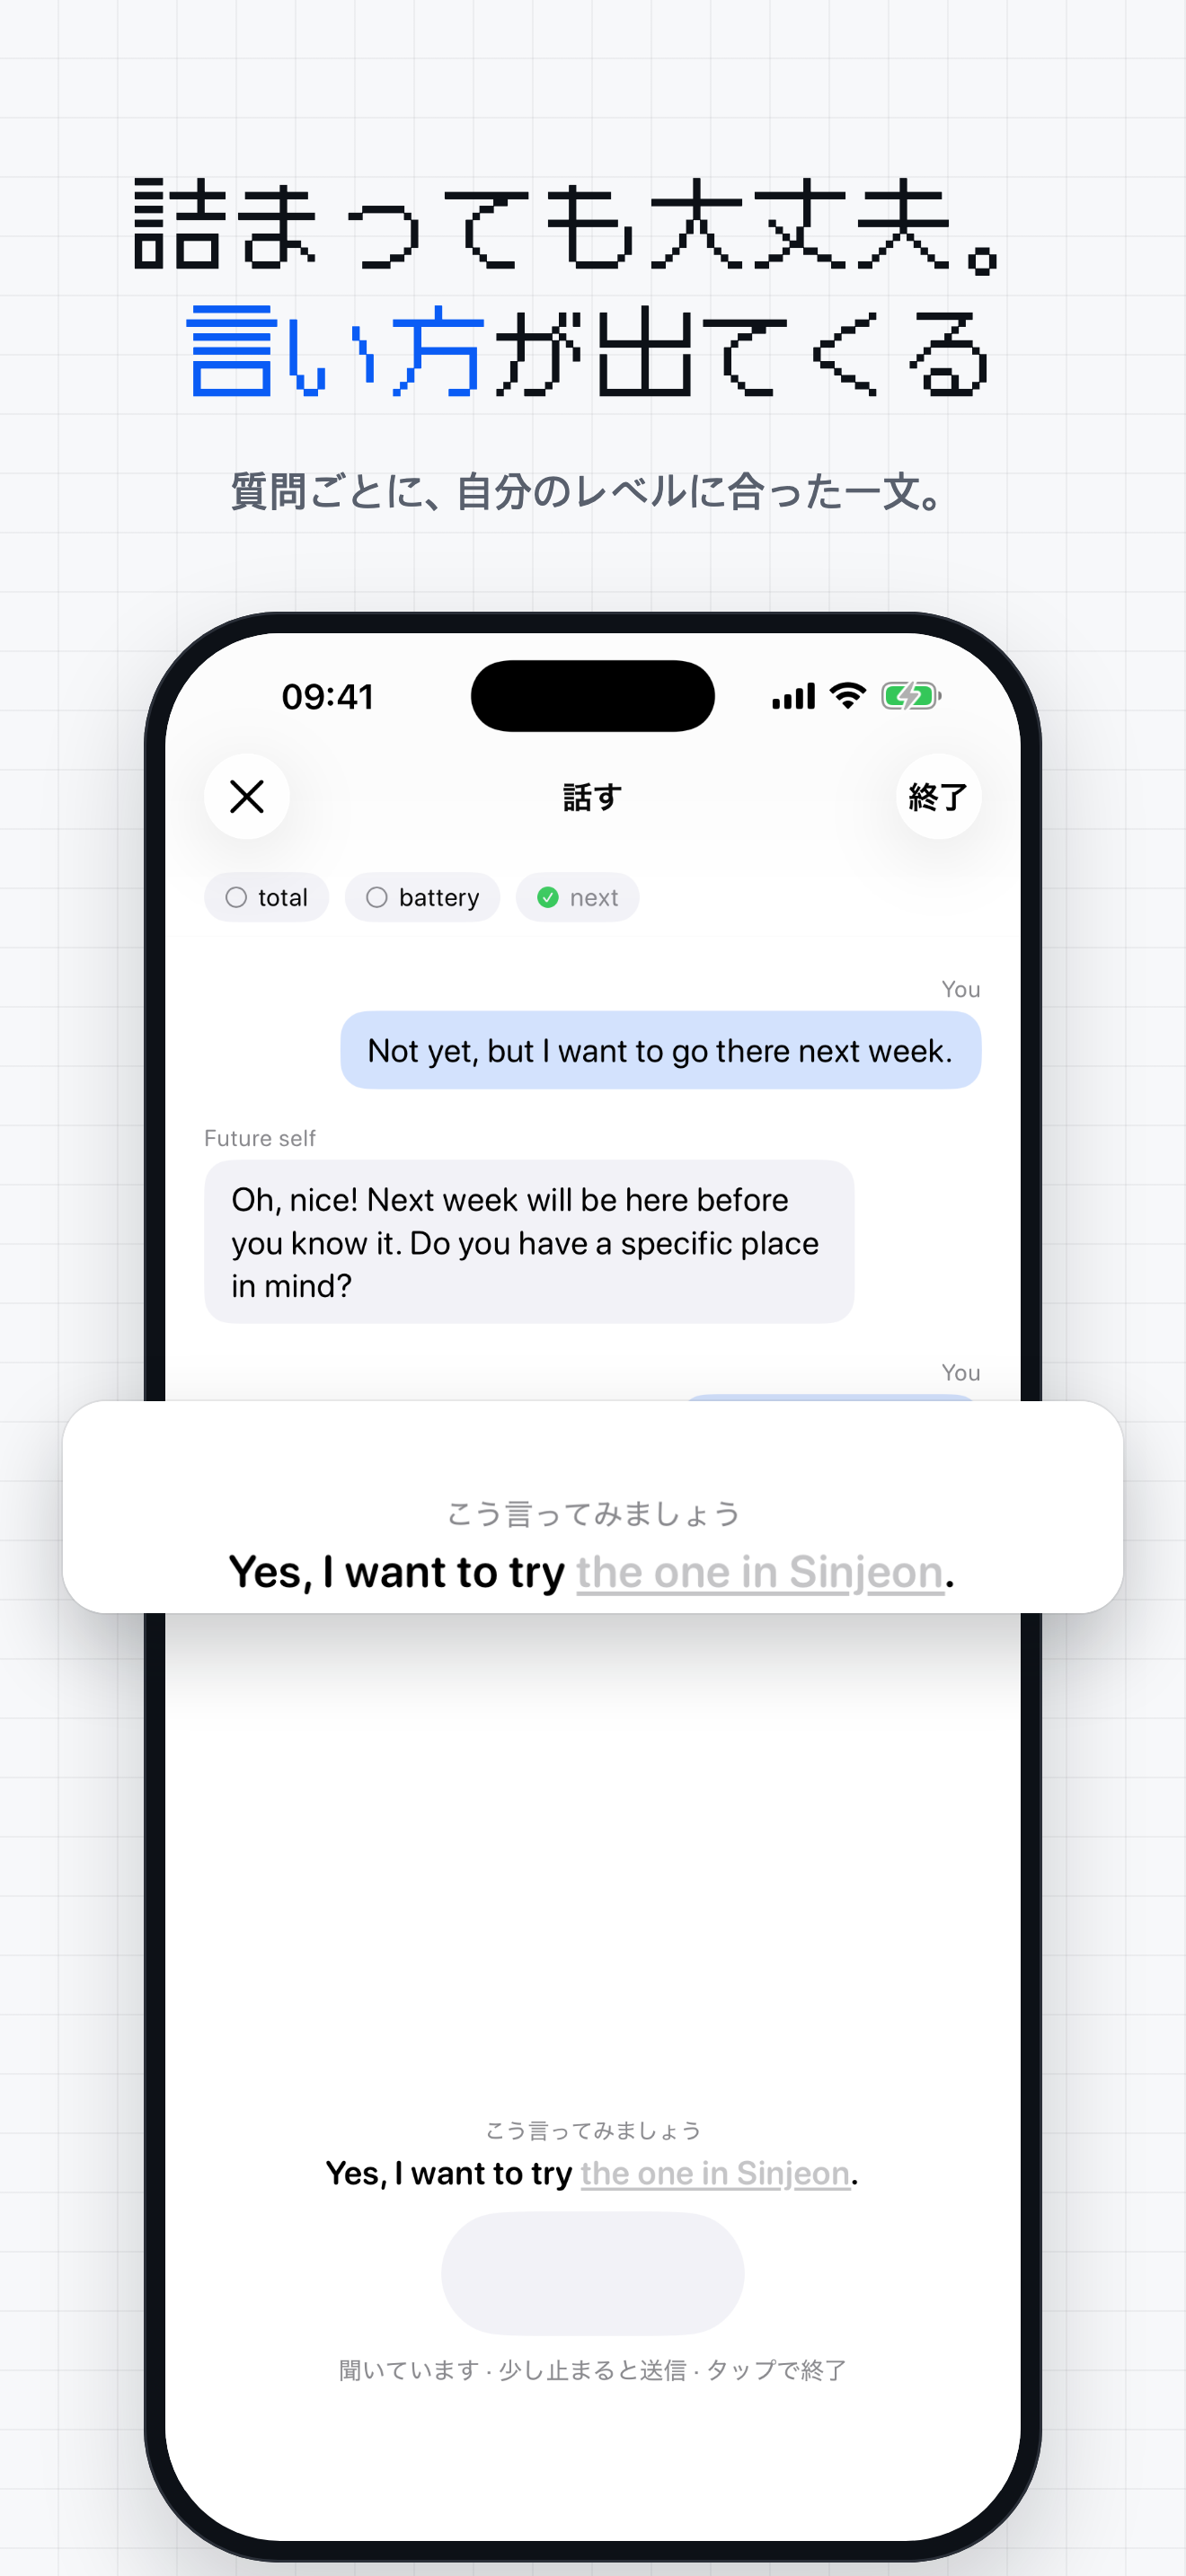 詰まっても大丈夫。
言い方が出てくる
質問ごとに、自分のレベルに合った一文。
09:41
話す
終了
total
battery
next
You
Not yet, but I want to go there next week.
Future self
Oh, nice! Next week will be here before
you know it. Do you have a specific place
in mind?
You
こう言ってみましょう
Yes, I want to try the one in Sinjeon.
こう言ってみましょう
Yes, I want to try the one in Sinjeon.
聞いています · 少し止まると送信 · タップで終了